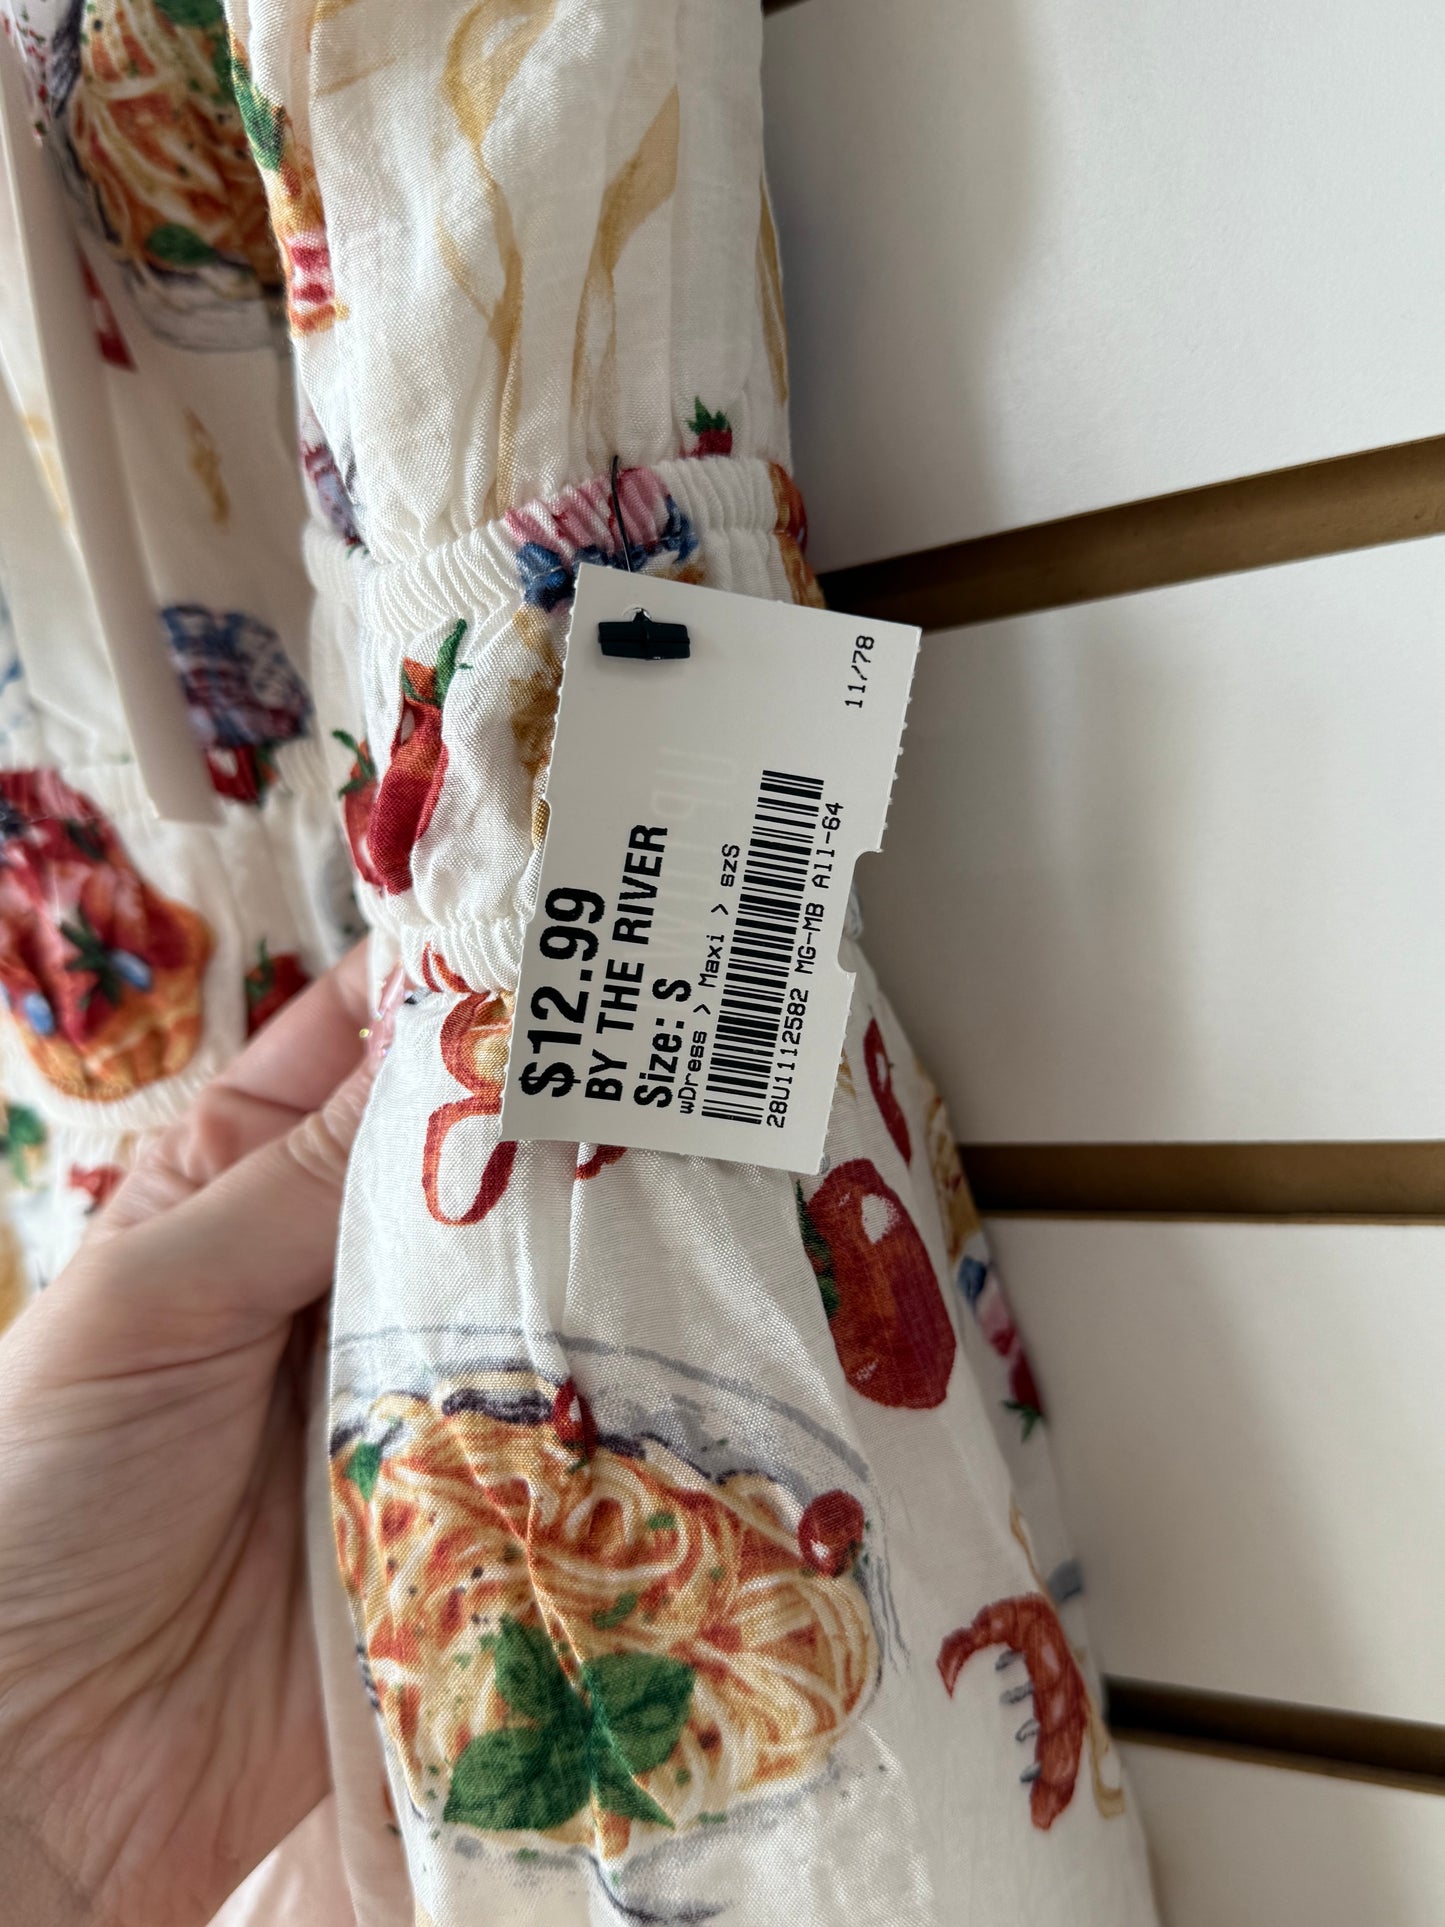 $12.99
BY THE RIVER
Size: S
wDress > Maxi > szS
28U1112582 MG-MB All-64
11/78